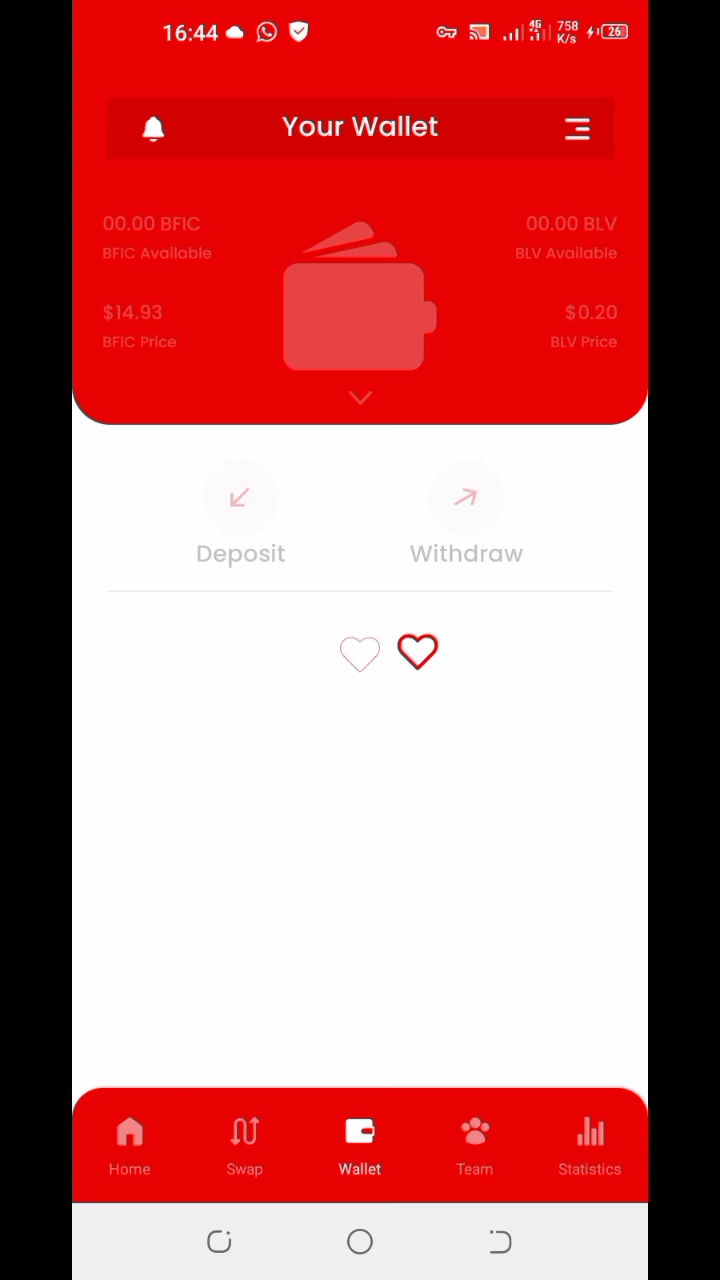 16:44 4G 758 K/s 26
Your Wallet
00.00 BFIC 00.00 BLV
BFIC Available BLV Available
$14.93 $0.20
BFIC Price BLV Price
Deposit Withdraw
Home Swap Wallet Team Statistics